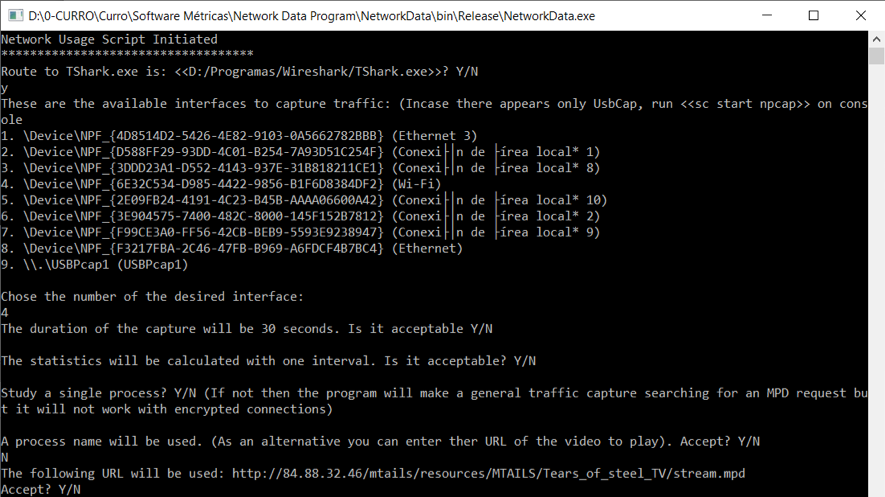 D:\0-CURRO\Curro\Software Métricas\Network Data Program\NetworkData\bin\Release\NetworkData.exe
Network Usage Script Initiated
***********************************
Route to TShark.exe is: <<D:/Programas/Wireshark/TShark.exe>>? Y/N
y
These are the available interfaces to capture traffic: (Incase there appears only UsbCap, run <<sc start npcap>> on cons
ole
1. \Device\NPF_{4D8514D2-5426-4E82-9103-0A5662782BBB} (Ethernet 3)
2. \Device\NPF_{D588FF29-93DD-4C01-B254-7A93D51C254F} (Conexi├│n de ├írea local* 1)
3. \Device\NPF_{3DDD23A1-D552-4143-937E-31B818211CE1} (Conexi├│n de ├írea local* 8)
4. \Device\NPF_{6E32C534-D985-4422-9856-B1F6D8384DF2} (Wi-Fi)
5. \Device\NPF_{2E09FB24-4191-4C23-B45B-AAAA06600A42} (Conexi├│n de ├írea local* 10)
6. \Device\NPF_{3E904575-7400-482C-8000-145F152B7812} (Conexi├│n de ├írea local* 2)
7. \Device\NPF_{F99CE3A0-FF56-42CB-BEB9-5593E9238947} (Conexi├│n de ├írea local* 9)
8. \Device\NPF_{F3217FBA-2C46-47FB-B969-A6FDCF4B7BC4} (Ethernet)
9. \\.\USBPcap1 (USBPcap1)
Chose the number of the desired interface:
4
The duration of the capture will be 30 seconds. Is it acceptable Y/N
The statistics will be calculated with one interval. Is it acceptable? Y/N
Study a single process? Y/N (If not then the program will make a general traffic capture searching for an MPD request bu
t it will not work with encrypted connections)
A process name will be used. (As an alternative you can enter ther URL of the video to play). Accept? Y/N
N
The following URL will be used: http://84.88.32.46/mtails/resources/MTAILS/Tears_of_steel_TV/stream.mpd
Accept? Y/N